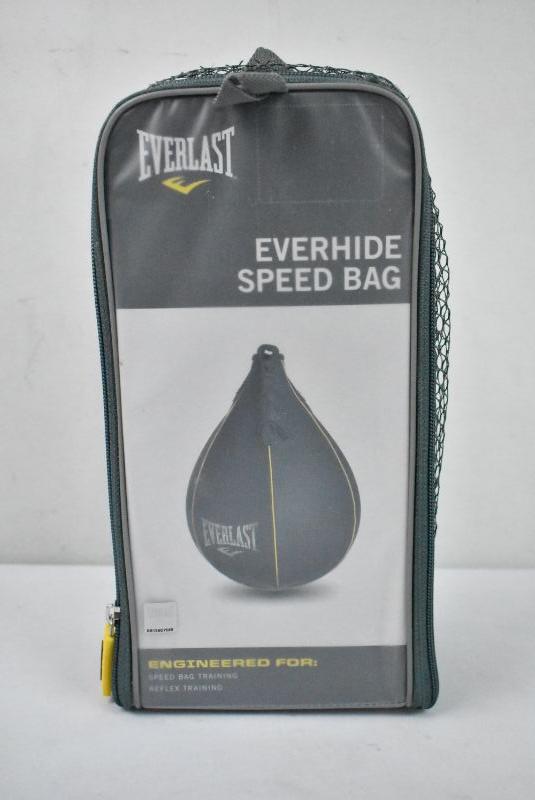 EVERLAST
EVERHIDE
SPEED BAG
EVERLAST
ENGINEERED FOR:
SPEED BAG TRAINING
REFLEX TRAINING